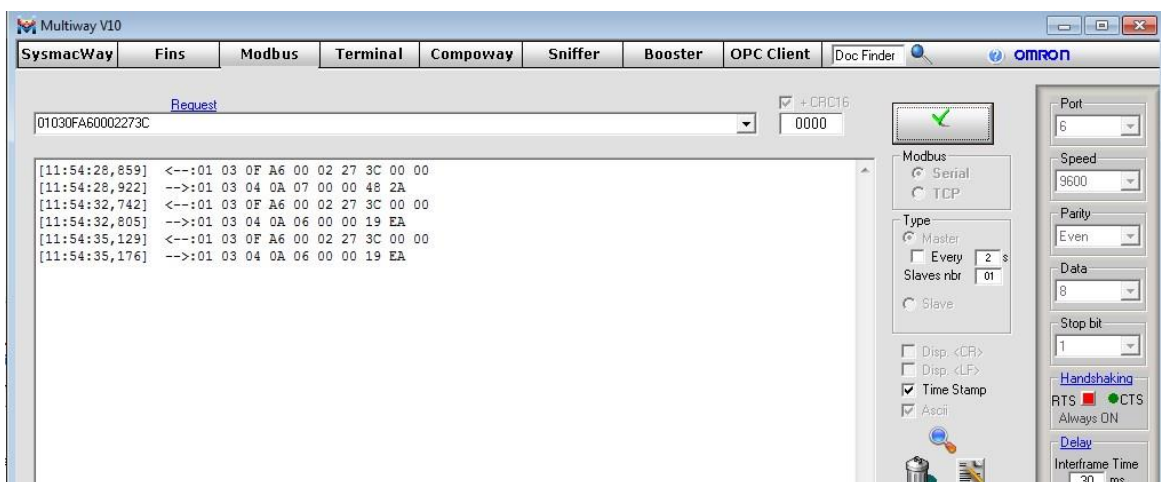 Multiway V10
SysmacWay Fins Modbus Terminal Compoway Sniffer Booster OPC Client Doc Finder OMRON
Request
+ CRC16
01030FA60002273C
0000
[11:54:28,859] <--:01 03 0F A6 00 02 27 3C 00 00
[11:54:28,922] -->:01 03 04 0A 07 00 00 48 2A
[11:54:32,742] <--:01 03 0F A6 00 02 27 3C 00 00
[11:54:32,805] -->:01 03 04 0A 06 00 00 19 EA
[11:54:35,129] <--:01 03 0F A6 00 02 27 3C 00 00
[11:54:35,176] -->:01 03 04 0A 06 00 00 19 EA
Modbus
Serial
TCP
Type
Master
Every 2 s
Slaves nbr 01
Slave
Disp. <CR>
Disp. <LF>
Time Stamp
Ascii
Port
6
Speed
9600
Parity
Even
Data
8
Stop bit
1
Handshaking
RTS CTS
Always ON
Delay
Interframe Time
30 ms